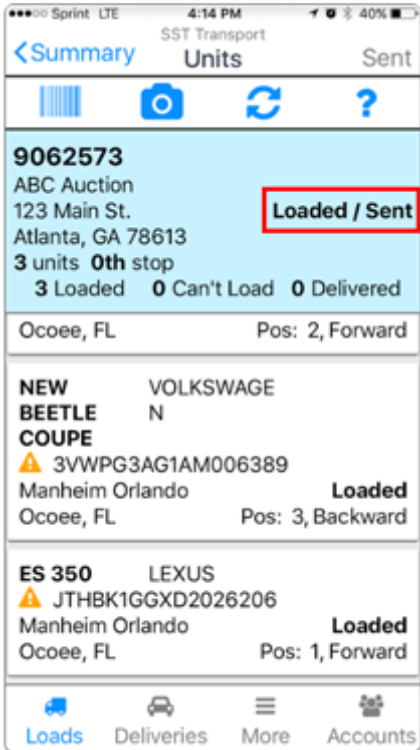 Sprint LTE 4:14 PM 40%
SST Transport
Summary Units Sent
?
9062573
ABC Auction
123 Main St. Loaded / Sent
Atlanta, GA 78613
3 units 0th stop
3 Loaded 0 Can't Load 0 Delivered
Ocoee, FL Pos: 2, Forward
NEW VOLKSWAGE
BEETLE N
COUPE
3VWPG3AG1AM006389
Manheim Orlando Loaded
Ocoee, FL Pos: 3, Backward
ES 350 LEXUS
JTHBK1GGXD2026206
Manheim Orlando Loaded
Ocoee, FL Pos: 1, Forward
Loads Deliveries More Accounts